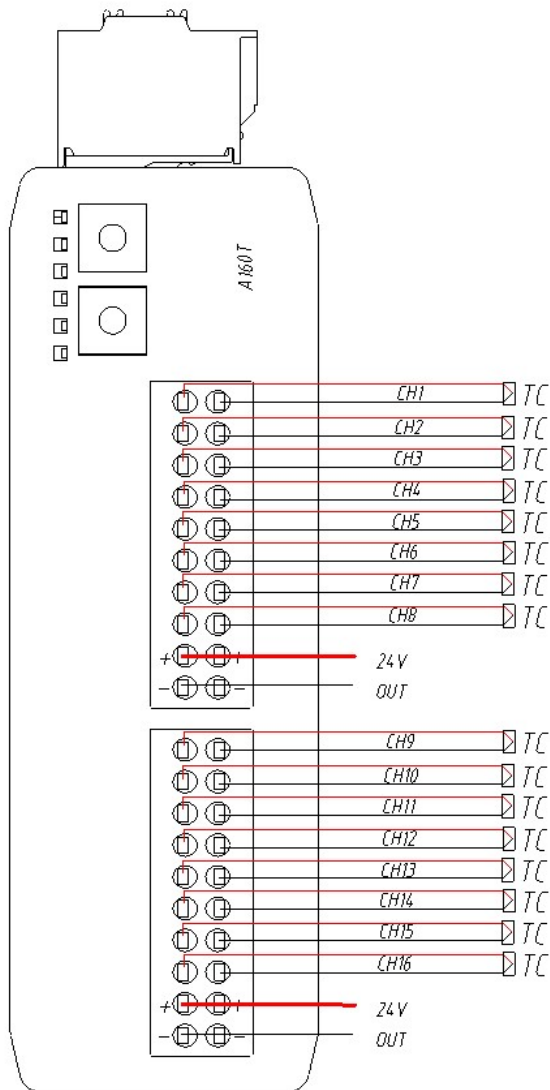 A160T
CH1 TC
CH2 TC
CH3 TC
CH4 TC
CH5 TC
CH6 TC
CH7 TC
CH8 TC
+ + 24V
- - OUT
CH9 TC
CH10 TC
CH11 TC
CH12 TC
CH13 TC
CH14 TC
CH15 TC
CH16 TC
+ + 24V
- - OUT